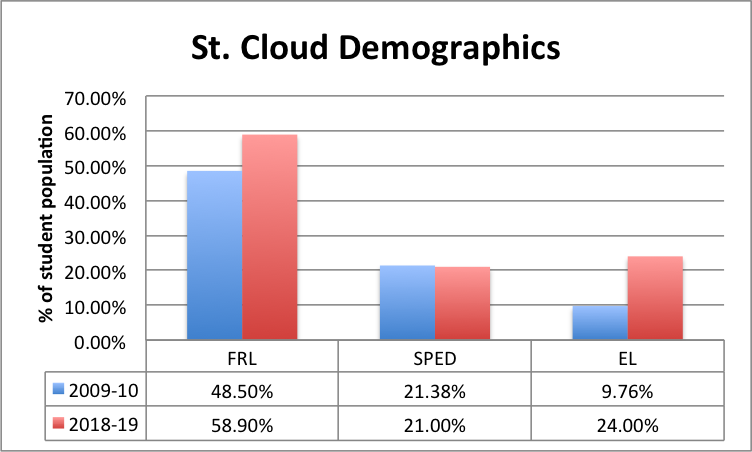 St. Cloud Demographics
% of student population
70.00%
60.00%
50.00%
40.00%
30.00%
20.00%
10.00%
0.00%
FRL SPED EL
2009-10 48.50% 21.38% 9.76%
2018-19 58.90% 21.00% 24.00%